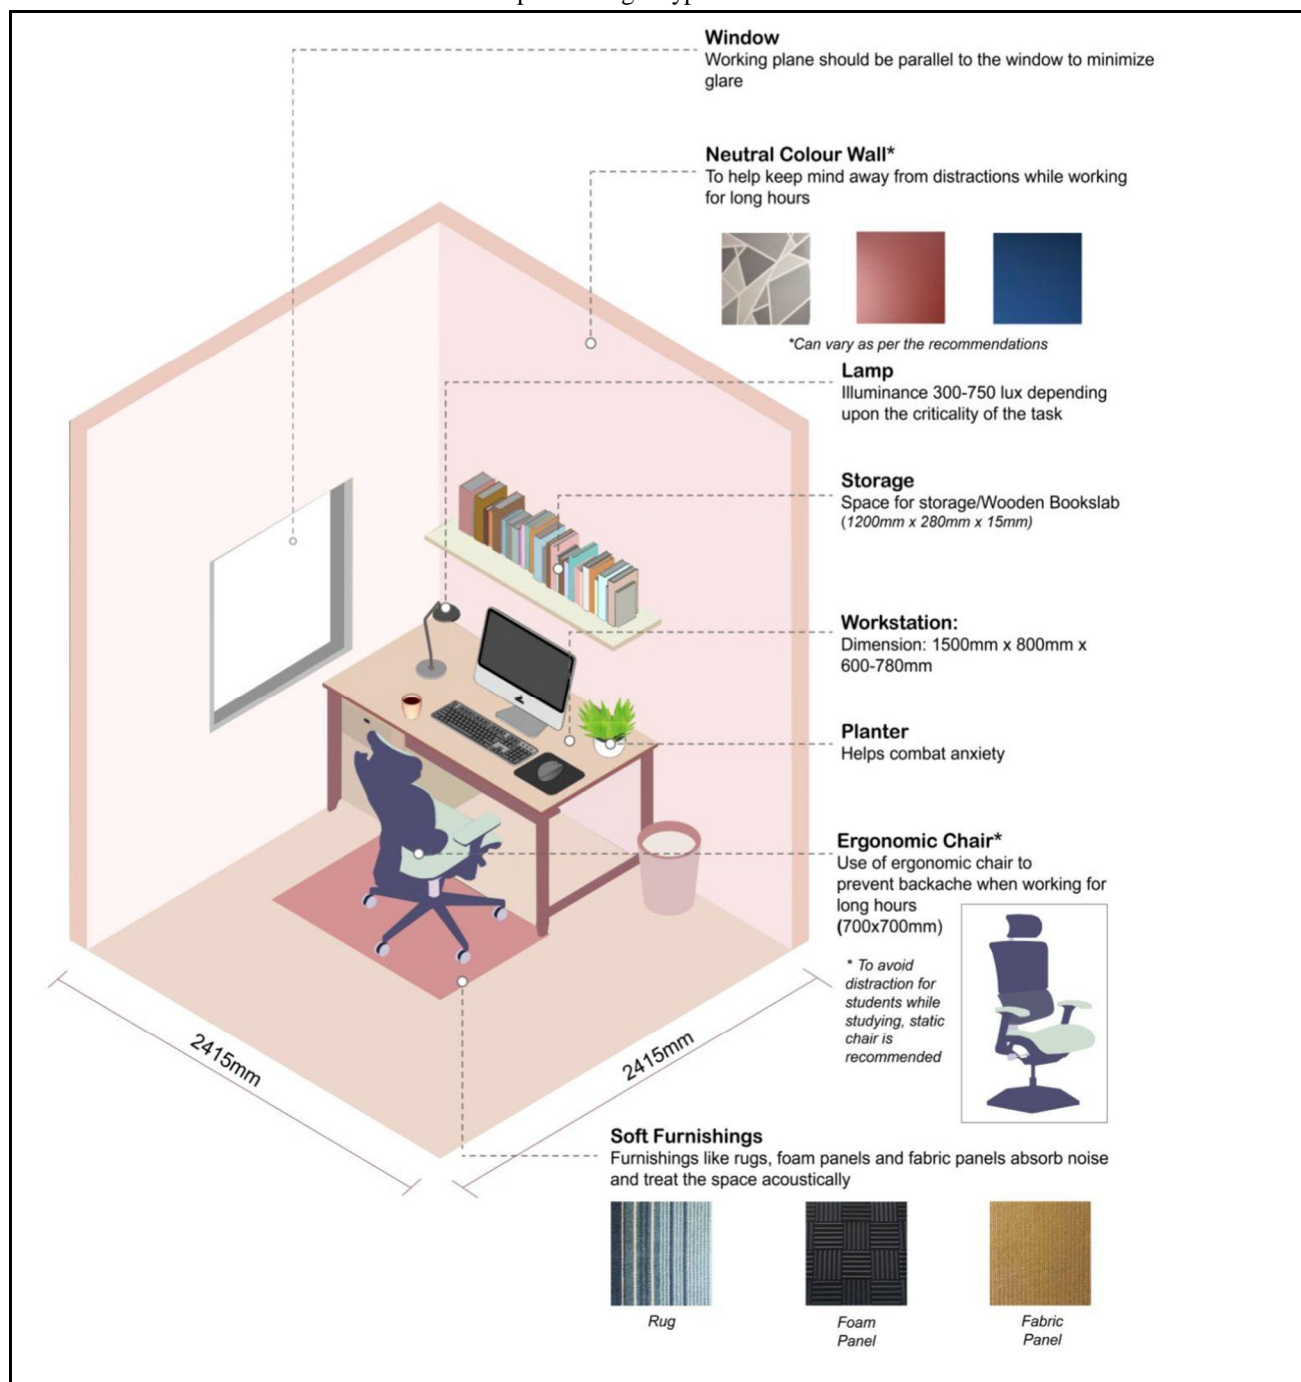 Window
Working plane should be parallel to the window to minimize
glare
Neutral Colour Wall*
To help keep mind away from distractions while working
for long hours
*Can vary as per the recommendations
Lamp
Illuminance 300-750 lux depending
upon the criticality of the task
Storage
Space for storage/Wooden Bookslab
(1200mm x 280mm x 15mm)
Workstation:
Dimension: 1500mm x 800mm x
600-780mm
Planter
Helps combat anxiety
Ergonomic Chair*
Use of ergonomic chair to
prevent backache when working for
long hours
(700x700mm)
* To avoid
distraction for
students while
studying, static
chair is
recommended
2415mm
2415mm
Soft Furnishings
Furnishings like rugs, foam panels and fabric panels absorb noise
and treat the space acoustically
Rug
Foam
Panel
Fabric
Panel